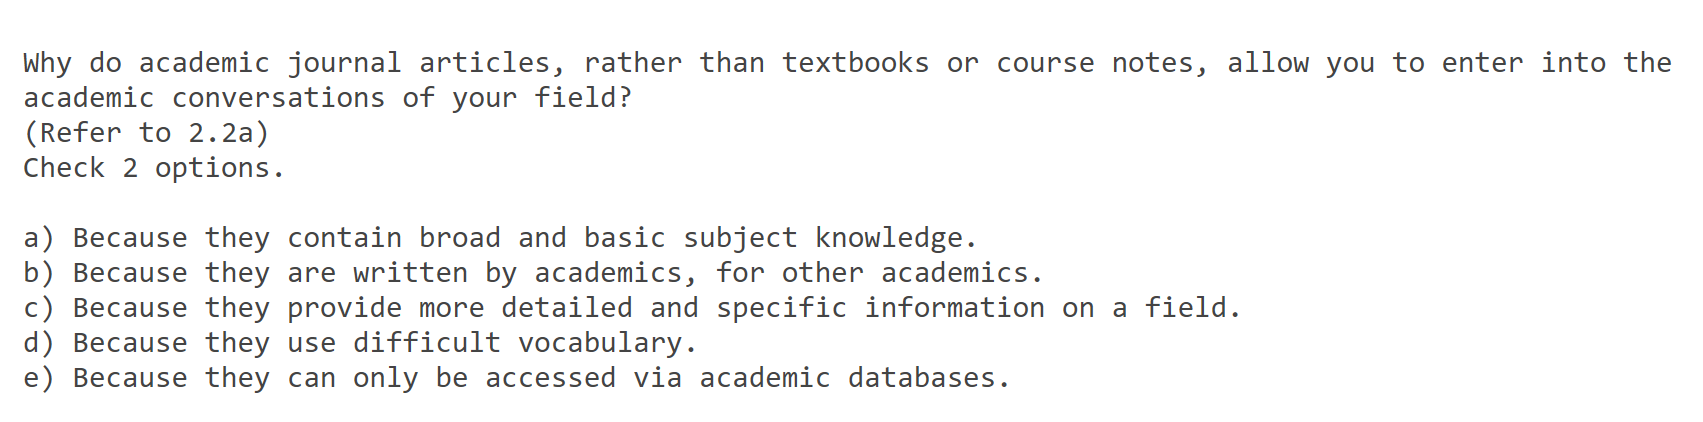 Why do academic journal articles, rather than textbooks or course notes, allow you to enter into the
academic conversations of your field?
(Refer to 2.2a)
Check 2 options.
a) Because they contain broad and basic subject knowledge.
b) Because they are written by academics, for other academics.
c) Because they provide more detailed and specific information on a field.
d) Because they use difficult vocabulary.
e) Because they can only be accessed via academic databases.